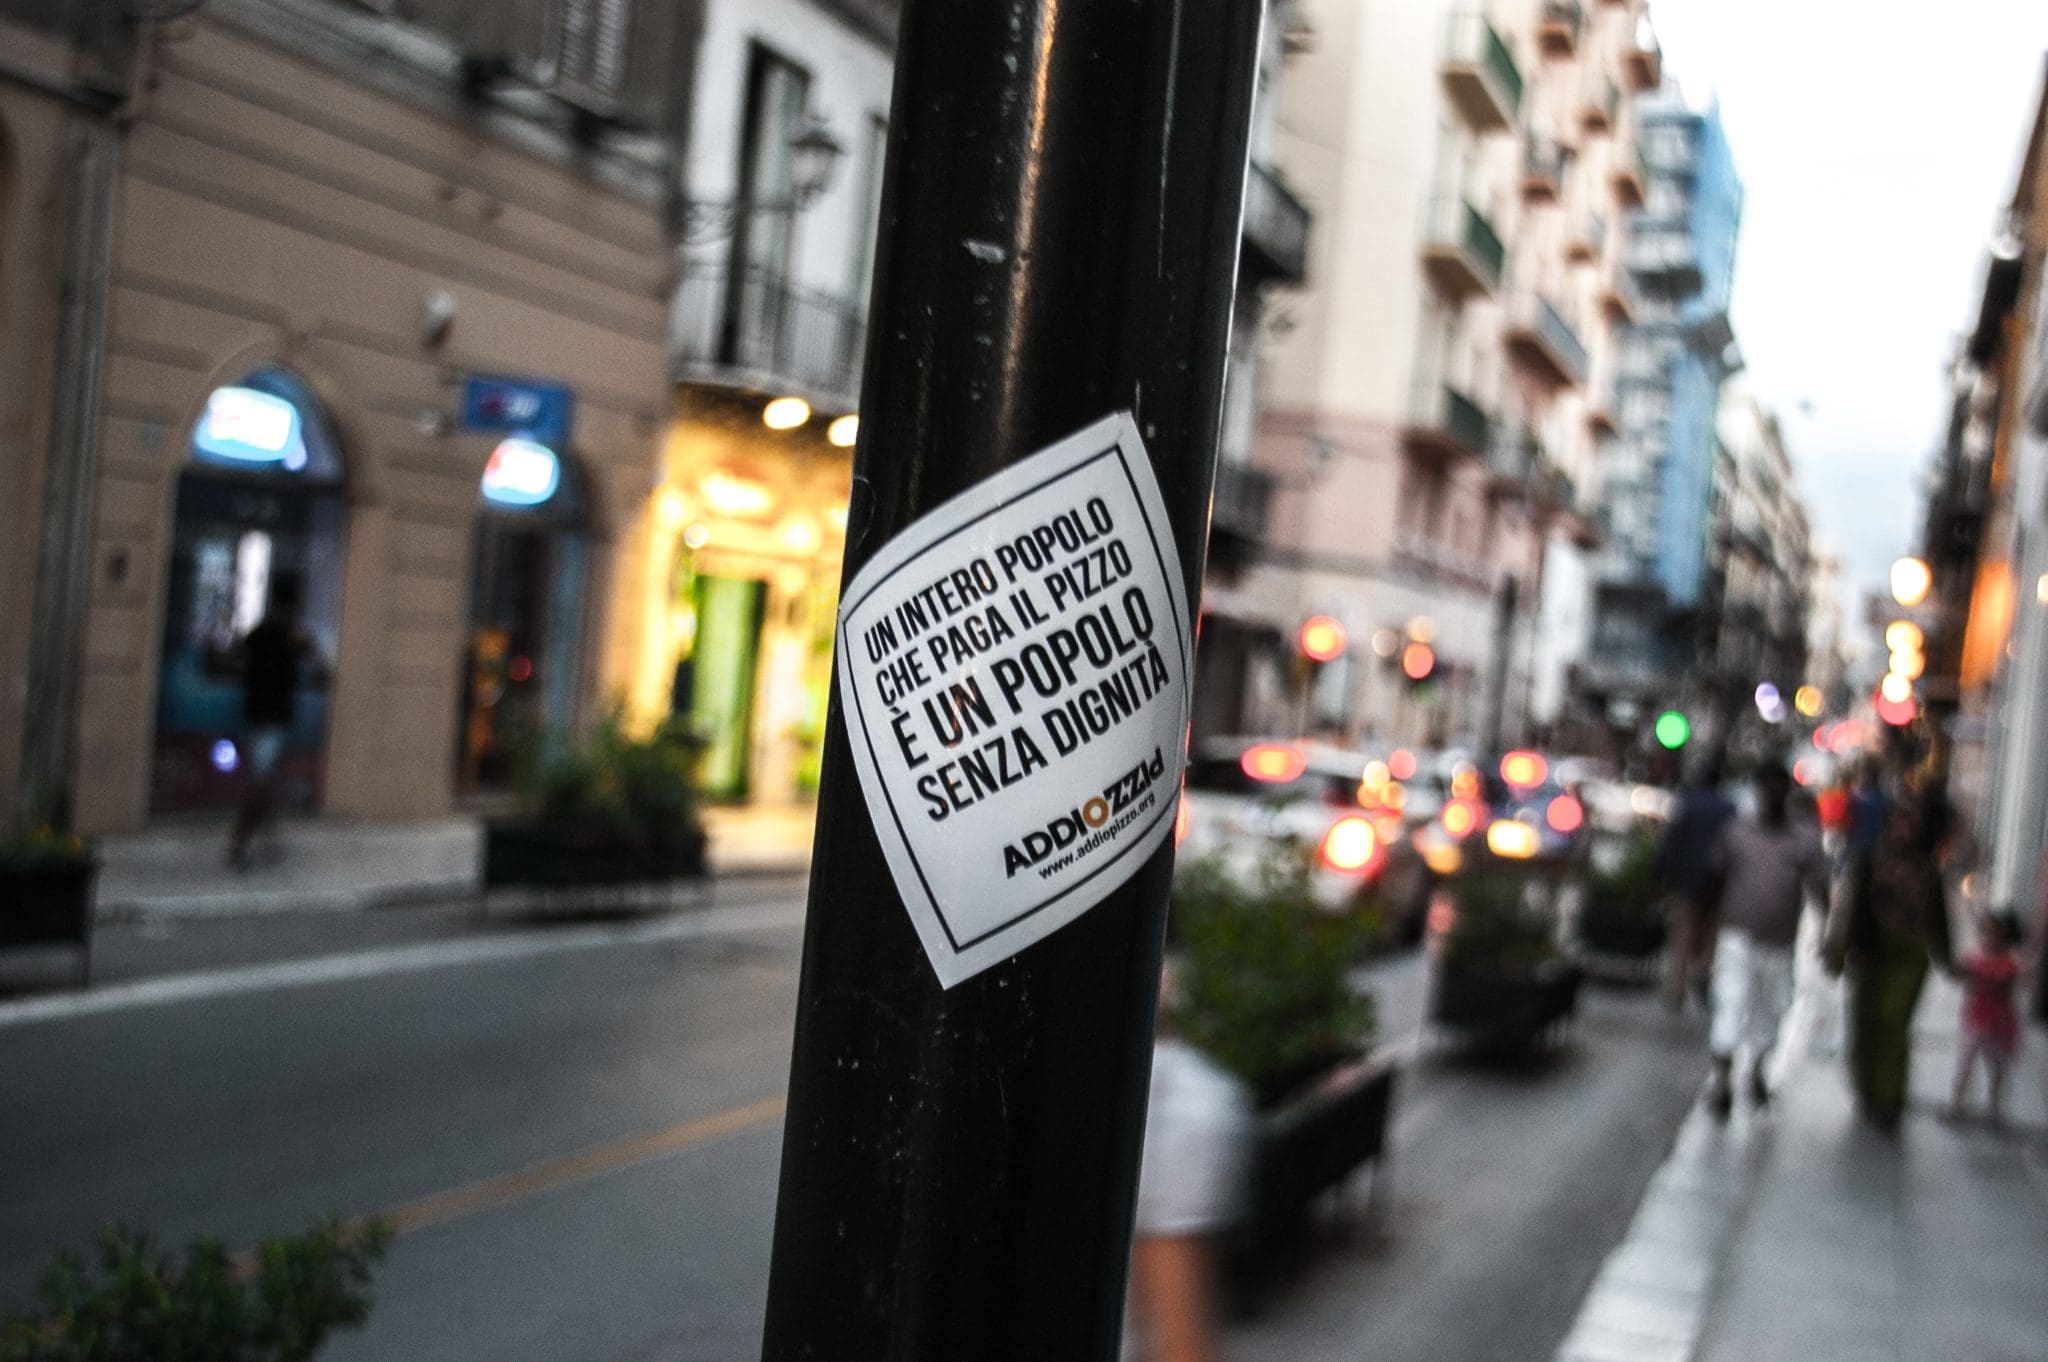 UN INTERO POPOLO
CHE PAGA IL PIZZO
È UN POPOLO
SENZA DIGNITÀ
ADDIOPIZZO
www.addiopizzo.org